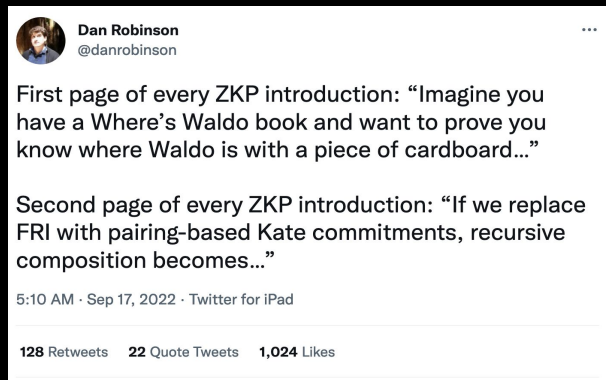 Dan Robinson
@danrobinson
First page of every ZKP introduction: “Imagine you
have a Where’s Waldo book and want to prove you
know where Waldo is with a piece of cardboard...”
Second page of every ZKP introduction: “If we replace
FRI with pairing-based Kate commitments, recursive
composition becomes...”
5:10 AM · Sep 17, 2022 · Twitter for iPad
128 Retweets 22 Quote Tweets 1,024 Likes